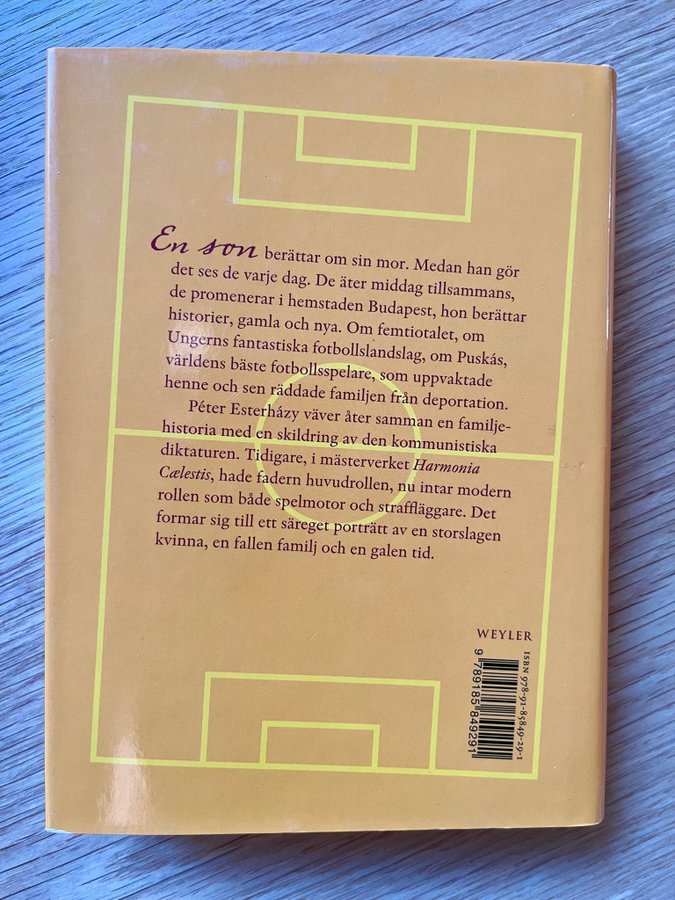 En son berättar om sin mor. Medan han gör
det ses de varje dag. De äter middag tillsammans,
de promenerar i hemstaden Budapest, hon berättar
historier, gamla och nya. Om femtiotalet, om
Ungerns fantastiska fotbollslandslag, om Puskás,
världens bäste fotbollsspelare, som uppvaktade
henne och sen räddade familjen från deportation.
Péter Esterházy väver åter samman en familje-
historia med en skildring av den kommunistiska
diktaturen. Tidigare, i mästerverket Harmonia
Cælestis, hade fadern huvudrollen, nu intar modern
rollen som både spelmotor och straffläggare. Det
formar sig till ett säreget porträtt av en storslagen
kvinna, en fallen familj och en galen tid.
WEYLER
ISBN 978-91-85849-29-1
9 789185 849291